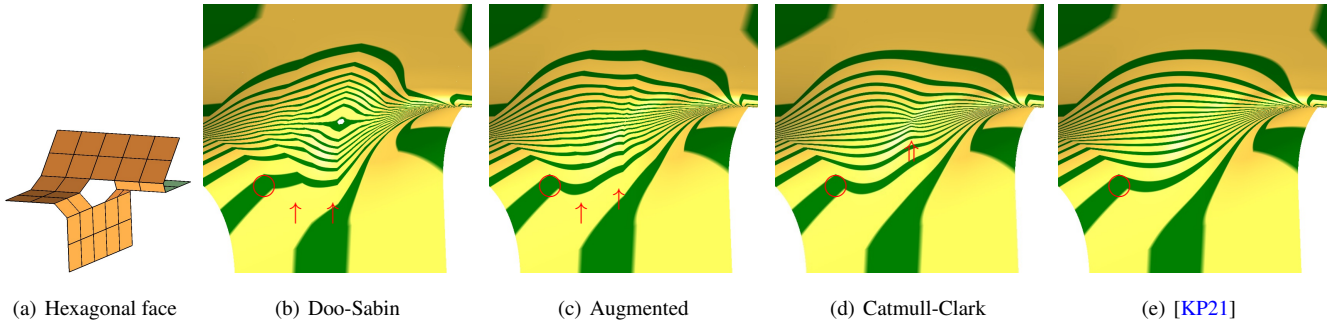 (a) Hexagonal face
(b) Doo-Sabin
(c) Augmented
(d) Catmull-Clark
(e) [KP21]